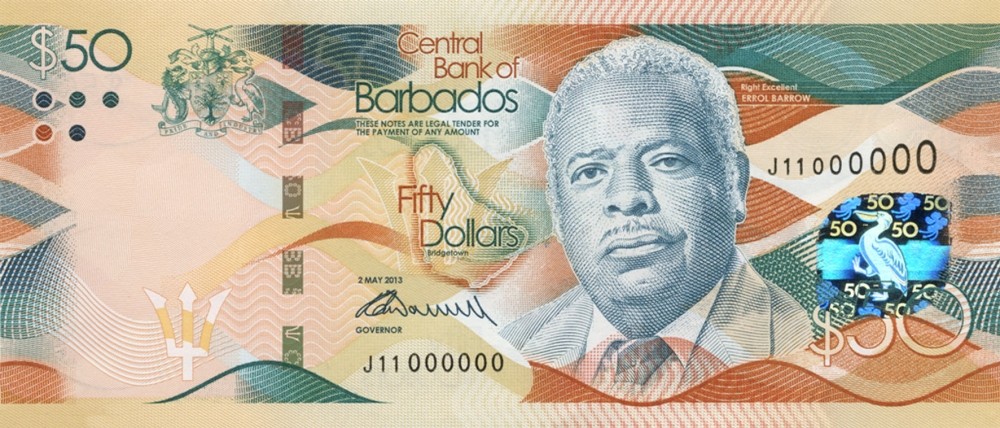 $50
Central
Bank of
Barbados
THESE NOTES ARE LEGAL TENDER FOR
THE PAYMENT OF ANY AMOUNT
PRIDE AND INDUSTRY
Right Excellent
ERROL BARROW
J11000000
Fifty
Dollars
Bridgetown
2 MAY 2013
GOVERNOR
J11000000
50 50
50 50
50 50
$50